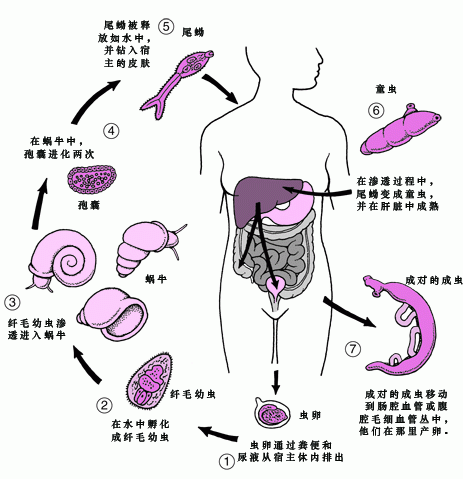 尾蚴被释
放如水中，
并钻入宿
主的皮肤
⑤
尾蚴
童虫
⑥
④
在蜗牛中，
孢囊进化两次
孢囊
在渗透过程中，
尾蚴变成童虫，
并在肝脏中成熟
蜗牛
成对的成虫
③
纤毛幼虫渗
透进入蜗牛
⑦
纤毛幼虫
②
成对的成虫移动
到肠腔血管或腹
腔毛细血管丛中，
他们在那里产卵。
虫卵
在水中孵化
成纤毛幼虫
①
虫卵通过粪便和
尿液从宿主体内排出